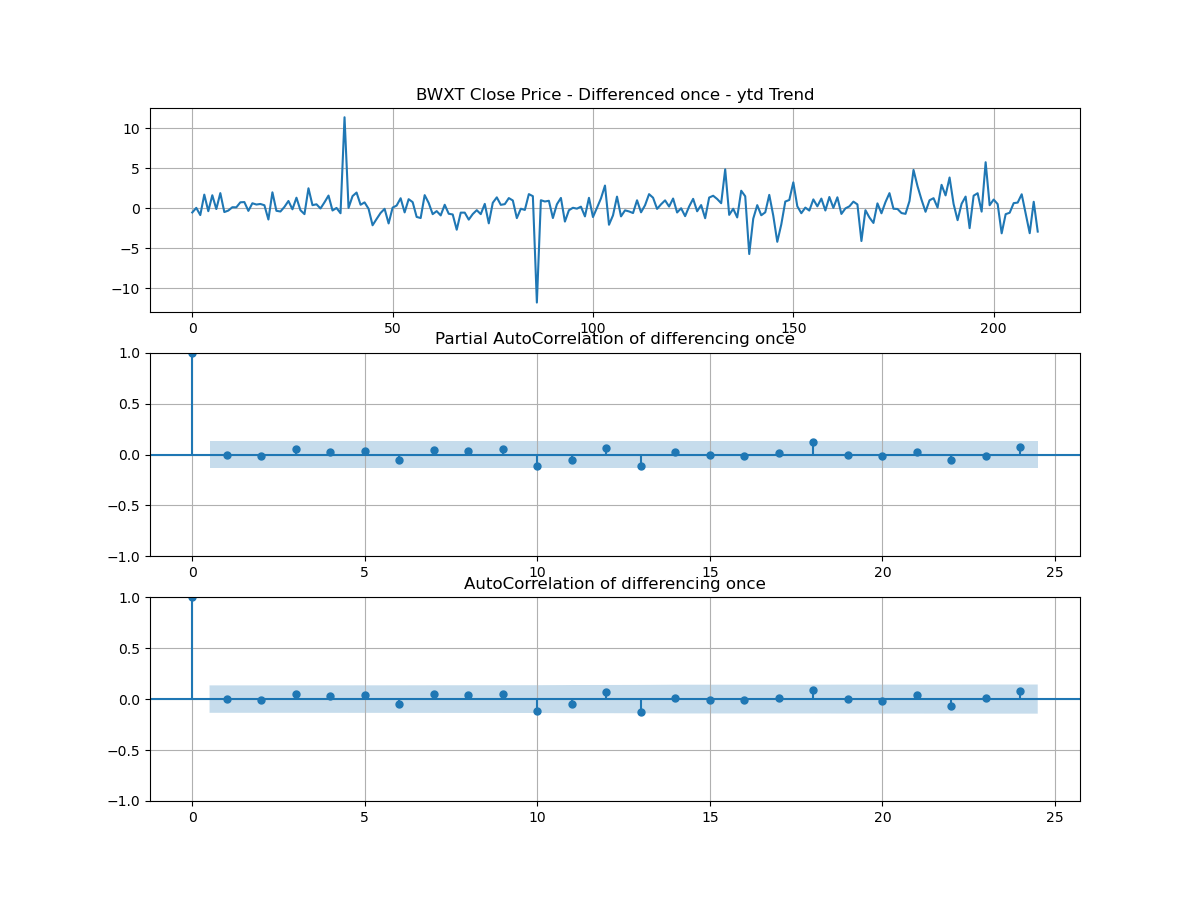 BWXT Close Price - Differenced once - ytd Trend
10
5
0
−5
−10
0 50 100 150 200
Partial AutoCorrelation of differencing once
1.0
0.5
0.0
−0.5
−1.0
0 5 10 15 20 25
AutoCorrelation of differencing once
1.0
0.5
0.0
−0.5
−1.0
0 5 10 15 20 25